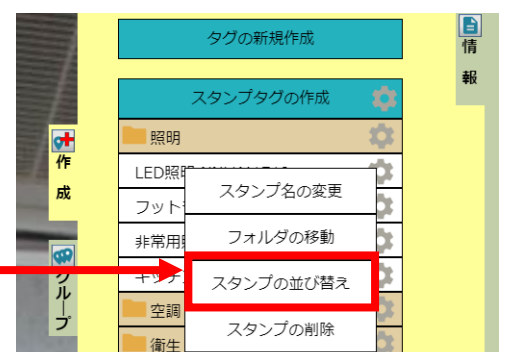 タグの新規作成
情報
スタンプタグの作成
照明
作成
LED照明
スタンプ名の変更
フット
フォルダの移動
非常用
スタンプの並び替え
グループ
空調
スタンプの削除
衛生